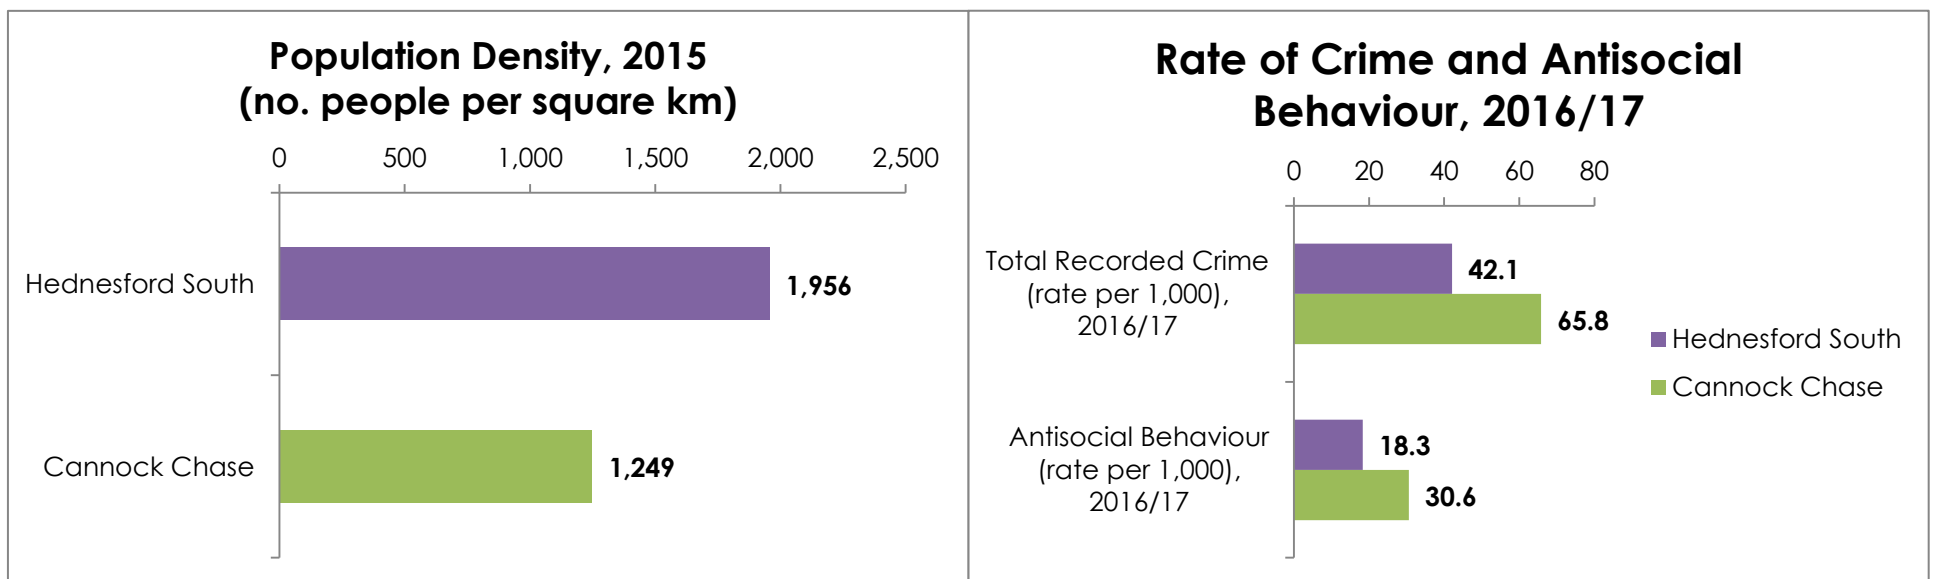 Population Density, 2015
(no. people per square km)
0 500 1,000 1,500 2,000 2,500
Hednesford South
1,956
Cannock Chase
1,249
Rate of Crime and Antisocial
Behaviour, 2016/17
0 20 40 60 80
Total Recorded Crime
(rate per 1,000),
2016/17
42.1
65.8
Antisocial Behaviour
(rate per 1,000),
2016/17
18.3
30.6
Hednesford South
Cannock Chase